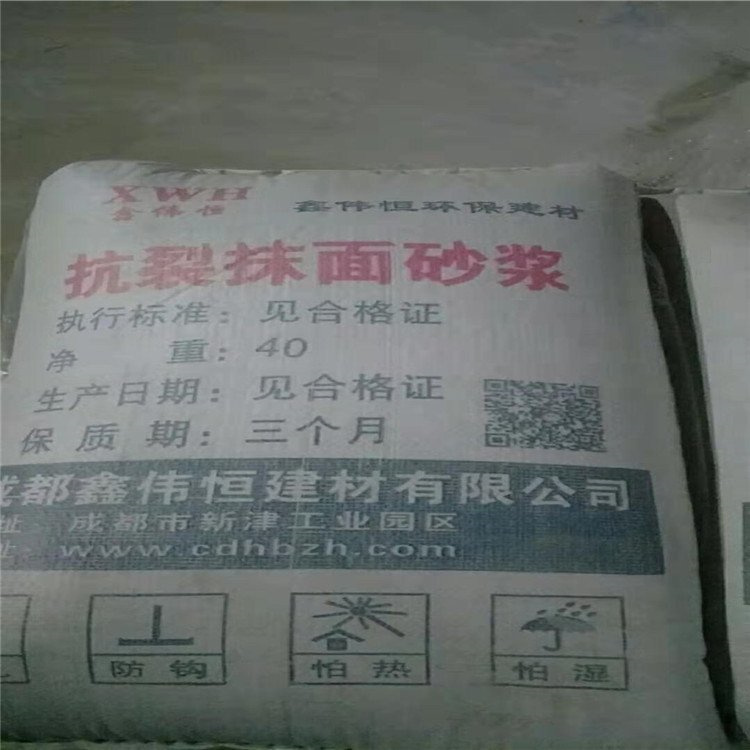 XWH
鑫伟恒 鑫伟恒环保建材
抗裂抹面砂浆
执行标准：见合格证
净 重：40
生产日期：见合格证
保质期：三个月
成都鑫伟恒建材有限公司
址：成都市新津工业园区
址：www.cdhbzh.com
防钩 怕热 怕湿